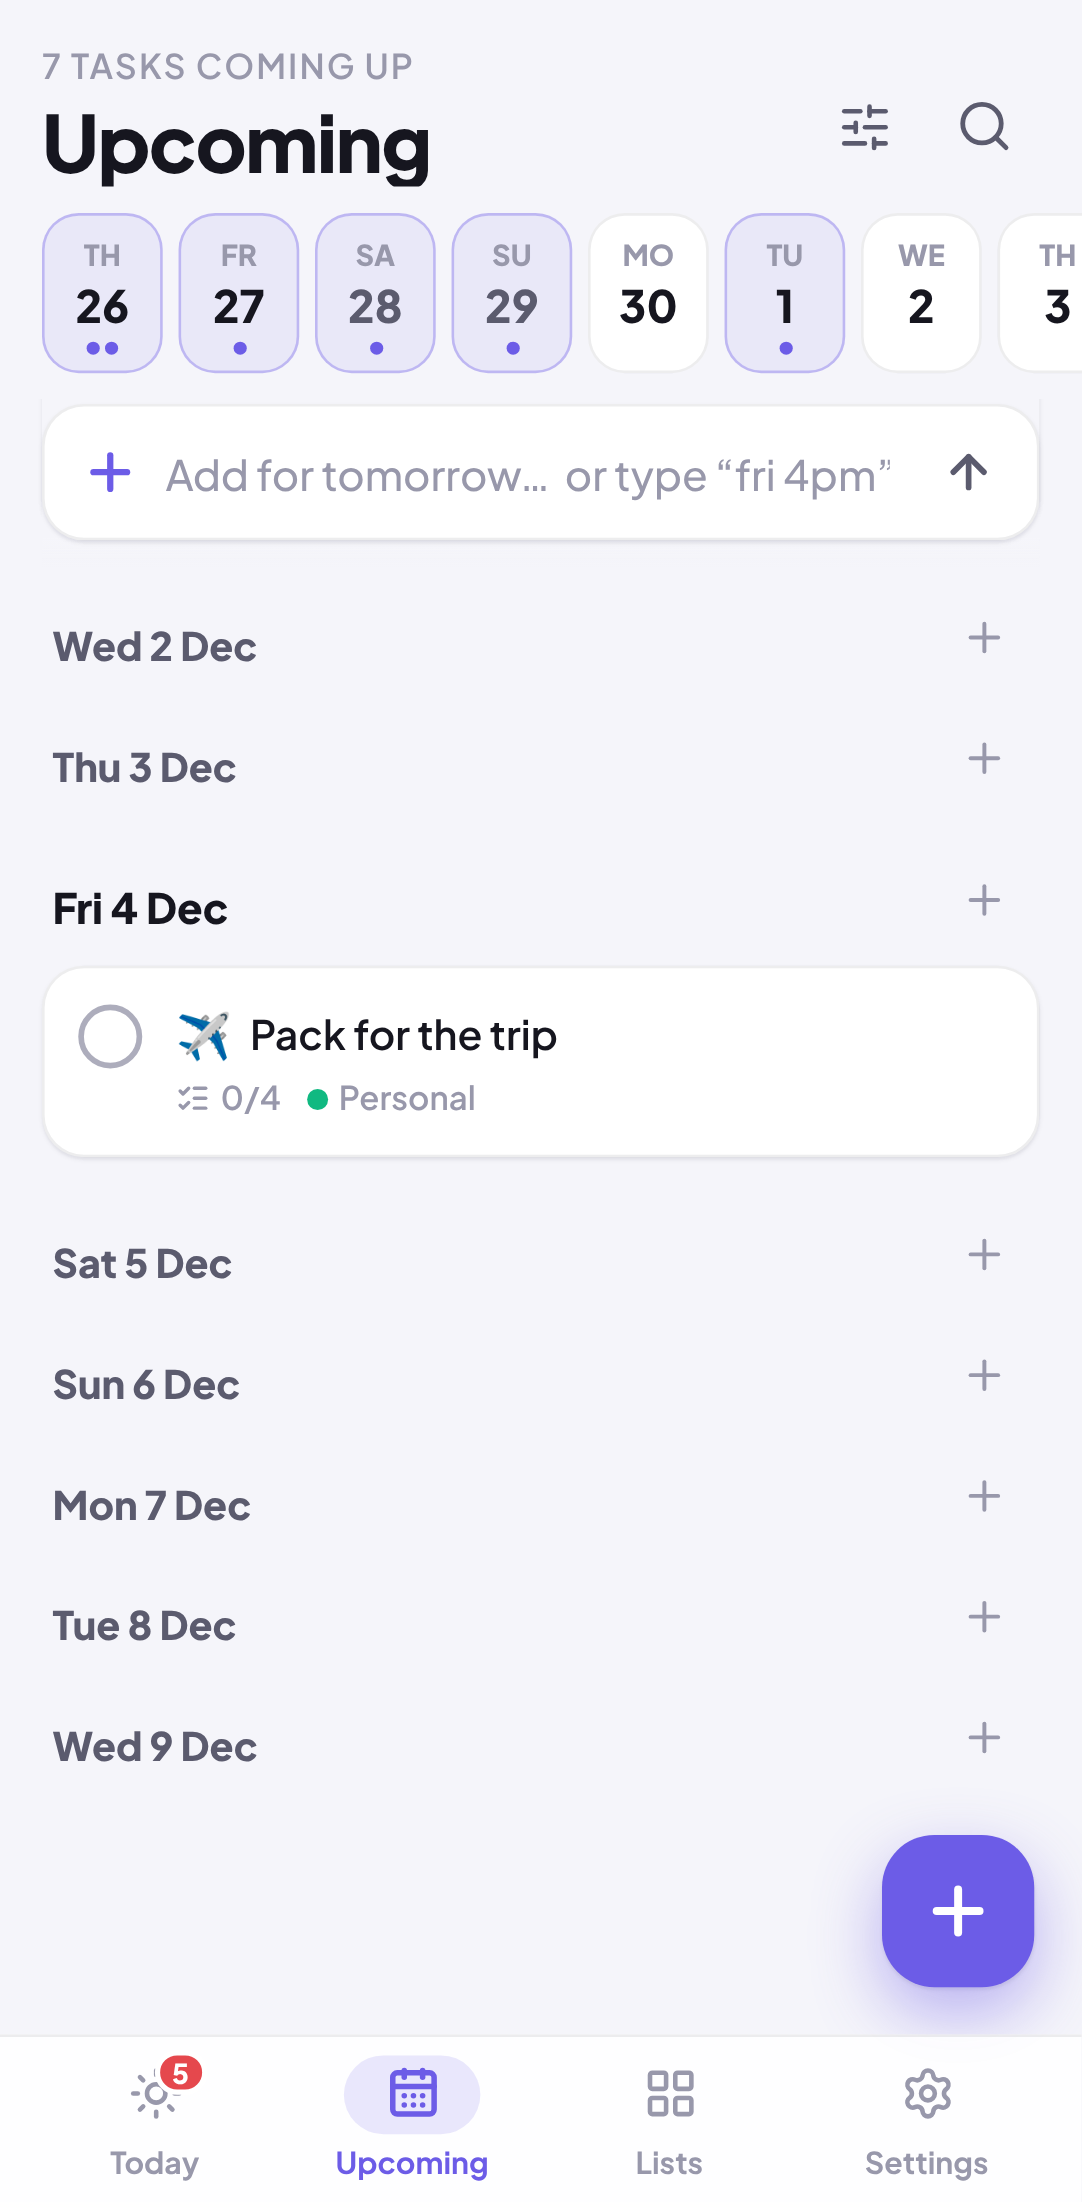 7 TASKS COMING UP
Upcoming
TH FR SA SU MO TU WE TH
26 27 28 29 30 1 2 3
Add for tomorrow... or type “fri 4pm”
Wed 2 Dec
Thu 3 Dec
Fri 4 Dec
Pack for the trip
0/4 Personal
Sat 5 Dec
Sun 6 Dec
Mon 7 Dec
Tue 8 Dec
Wed 9 Dec
5
Today Upcoming Lists Settings